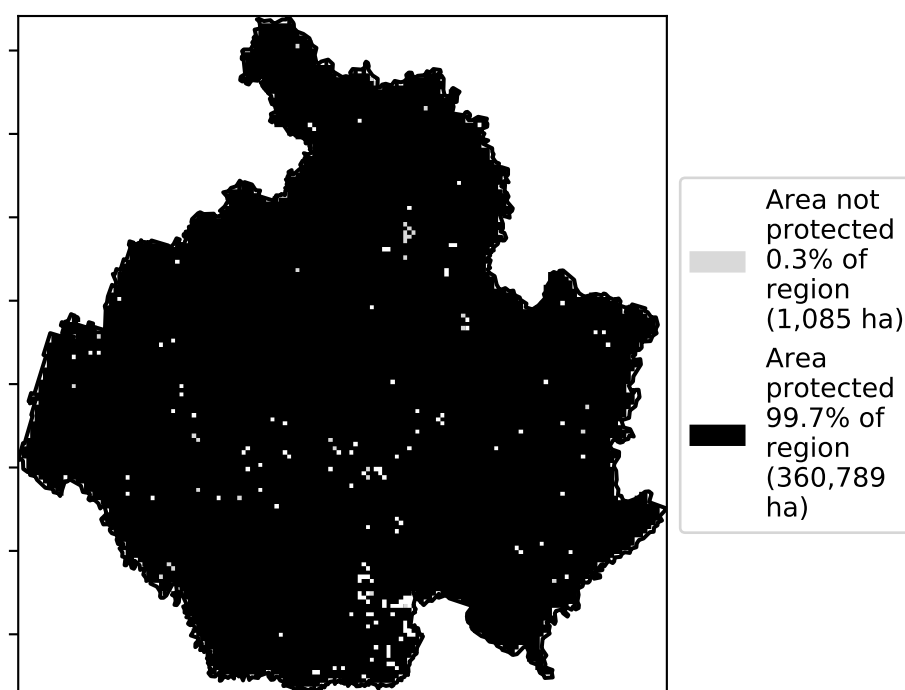 Area not
protected
0.3% of
region
(1,085 ha)
Area
protected
99.7% of
region
(360,789
ha)